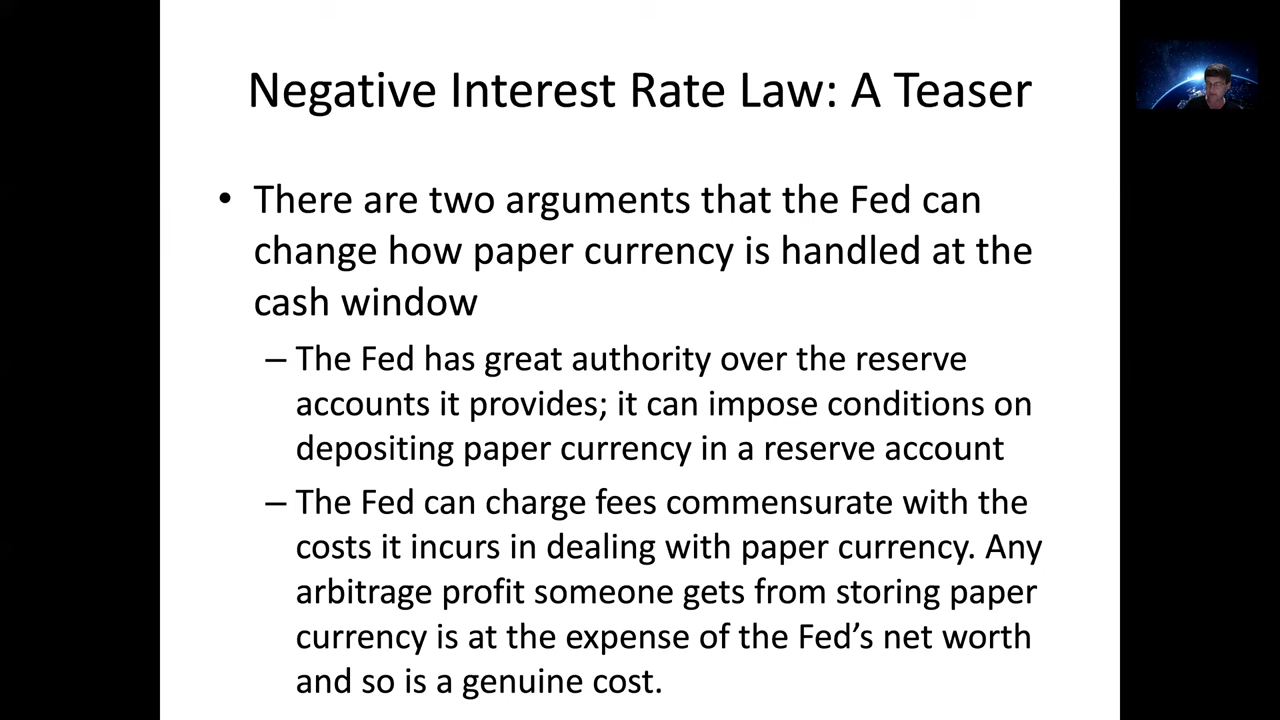 Negative Interest Rate Law: A Teaser
• There are two arguments that the Fed can
change how paper currency is handled at the
cash window
– The Fed has great authority over the reserve
accounts it provides; it can impose conditions on
depositing paper currency in a reserve account
– The Fed can charge fees commensurate with the
costs it incurs in dealing with paper currency. Any
arbitrage profit someone gets from storing paper
currency is at the expense of the Fed’s net worth
and so is a genuine cost.